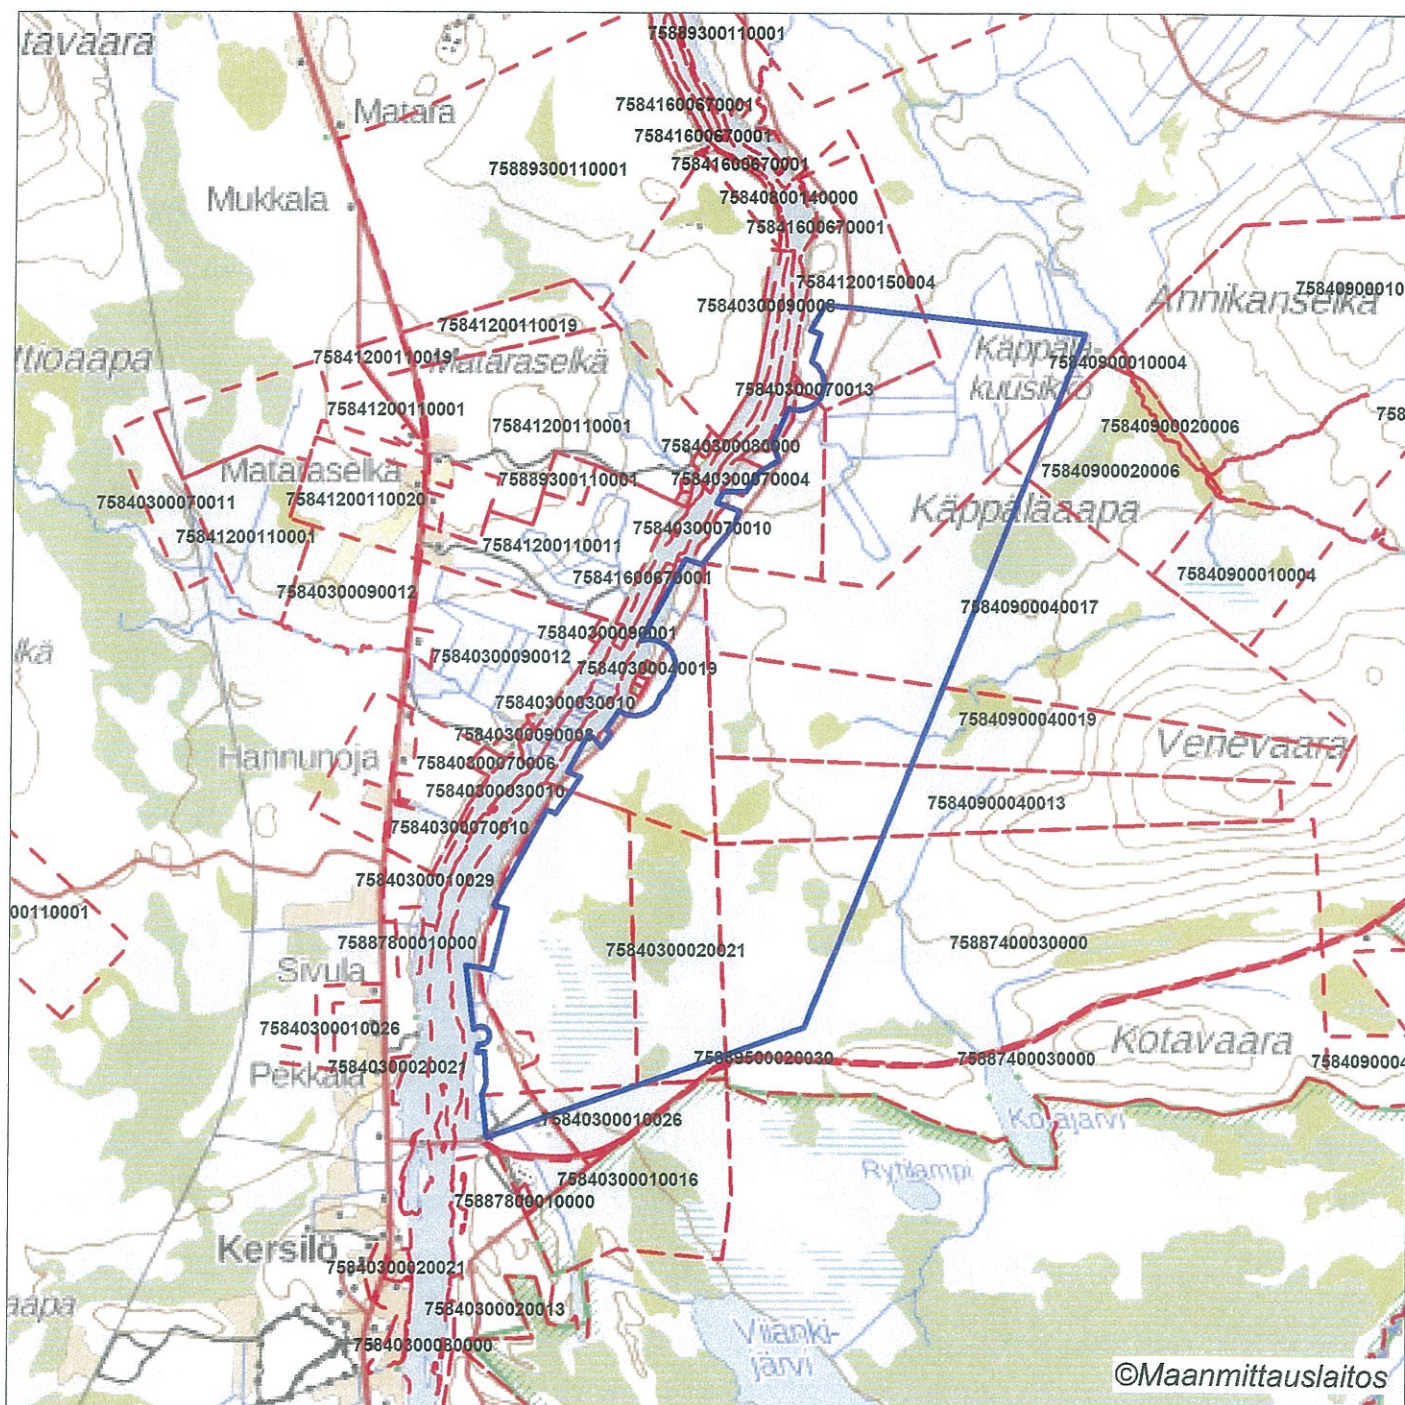 75889300110001
tavaara
Matara
75841600670001
75841600670001
75841600670001
75889300110001
Mukkala
75840800140000
75841600670001
75841200150004
75840900010
Annikanselkä
75840300090008
75841200110019
75841200110019
ttioaapa
Mataraselkä
Käppälä-
kuusikko
75840900010004
75840300070013
75841200110001
758
75841200110001
75840900020006
75840300080000
Mataraselkä
75889300110001
75840300070004
75840900020006
75840300070011
75841200110020
Käppäläaapa
75840300070010
75841200110001
75841200110011
75841600670001
75840900010004
75840300090012
75840900040017
75840300090001
lkä
75840300090012
75840300040019
75840300030010
75840900040019
75840300090008
Venevaara
Hannunoja
75840300070006
75840300030010
75840900040013
75840300070010
75840300010029
00110001
75887800010000
75887400030000
75840300020021
Sivula
75840300010026
Kotavaara
75889500020030
75887400030000
7584090004
Pekkala
75840300020021
75840300010026
Kotajärvi
75840300010016
Rytilampi
75887800010000
Kersilö
75840300020021
aapa
75840300020013
Viianki-
järvi
75840300080000
©Maanmittauslaitos